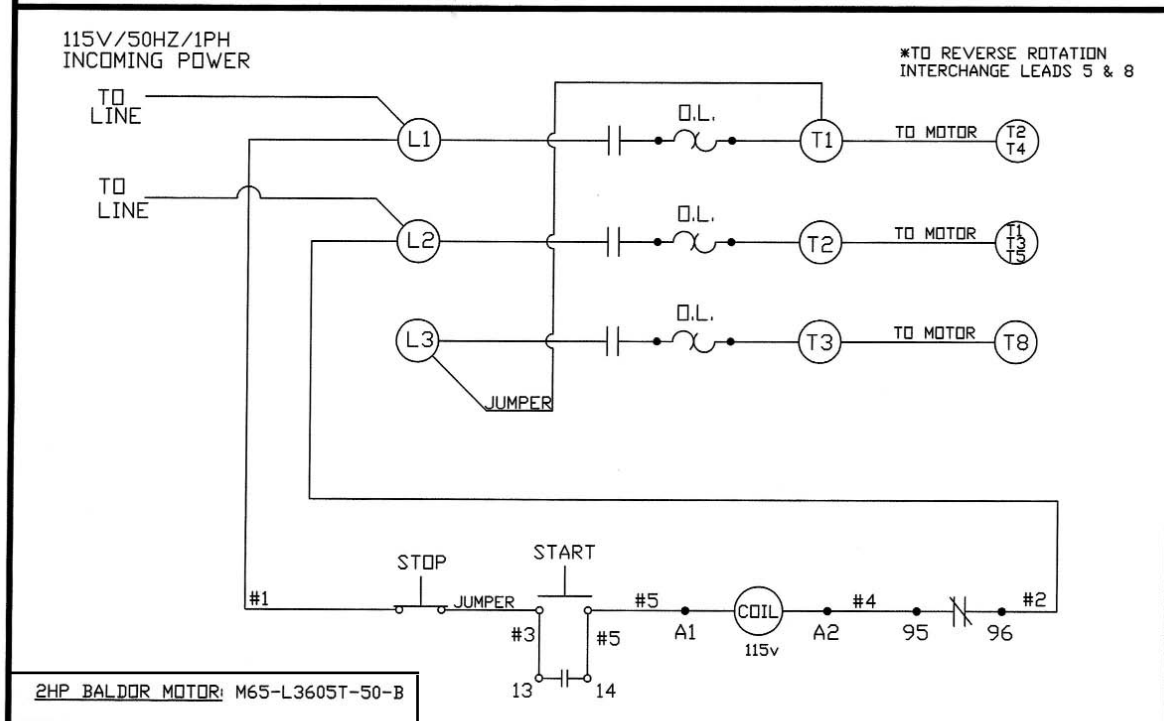 115V/50HZ/1PH
INCOMING POWER
*TO REVERSE ROTATION
INTERCHANGE LEADS 5 & 8
TO
LINE
L1
O.L.
T1
TO MOTOR
T2
T4
TO
LINE
L2
O.L.
T2
TO MOTOR
T1
T3
T5
L3
O.L.
T3
TO MOTOR
T8
JUMPER
STOP
START
#1
JUMPER
#3
#5
#5
A1
COIL
115v
A2
#4
95
96
#2
13
14
2HP BALDOR MOTOR: M65-L3605T-50-B